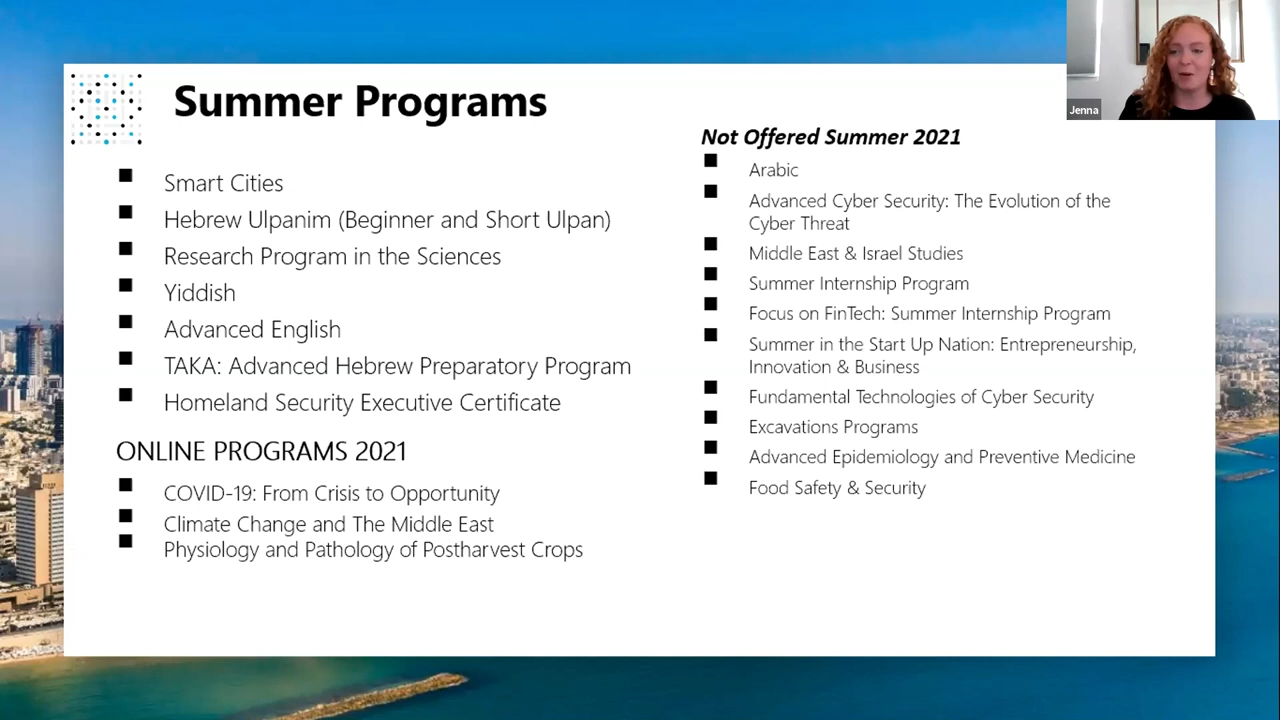 Summer Programs
Smart Cities
Hebrew Ulpanim (Beginner and Short Ulpan)
Research Program in the Sciences
Yiddish
Advanced English
TAKA: Advanced Hebrew Preparatory Program
Homeland Security Executive Certificate
ONLINE PROGRAMS 2021
COVID-19: From Crisis to Opportunity
Climate Change and The Middle East
Physiology and Pathology of Postharvest Crops
Not Offered Summer 2021
Arabic
Advanced Cyber Security: The Evolution of the
Cyber Threat
Middle East & Israel Studies
Summer Internship Program
Focus on FinTech: Summer Internship Program
Summer in the Start Up Nation: Entrepreneurship,
Innovation & Business
Fundamental Technologies of Cyber Security
Excavations Programs
Advanced Epidemiology and Preventive Medicine
Food Safety & Security
Jenna